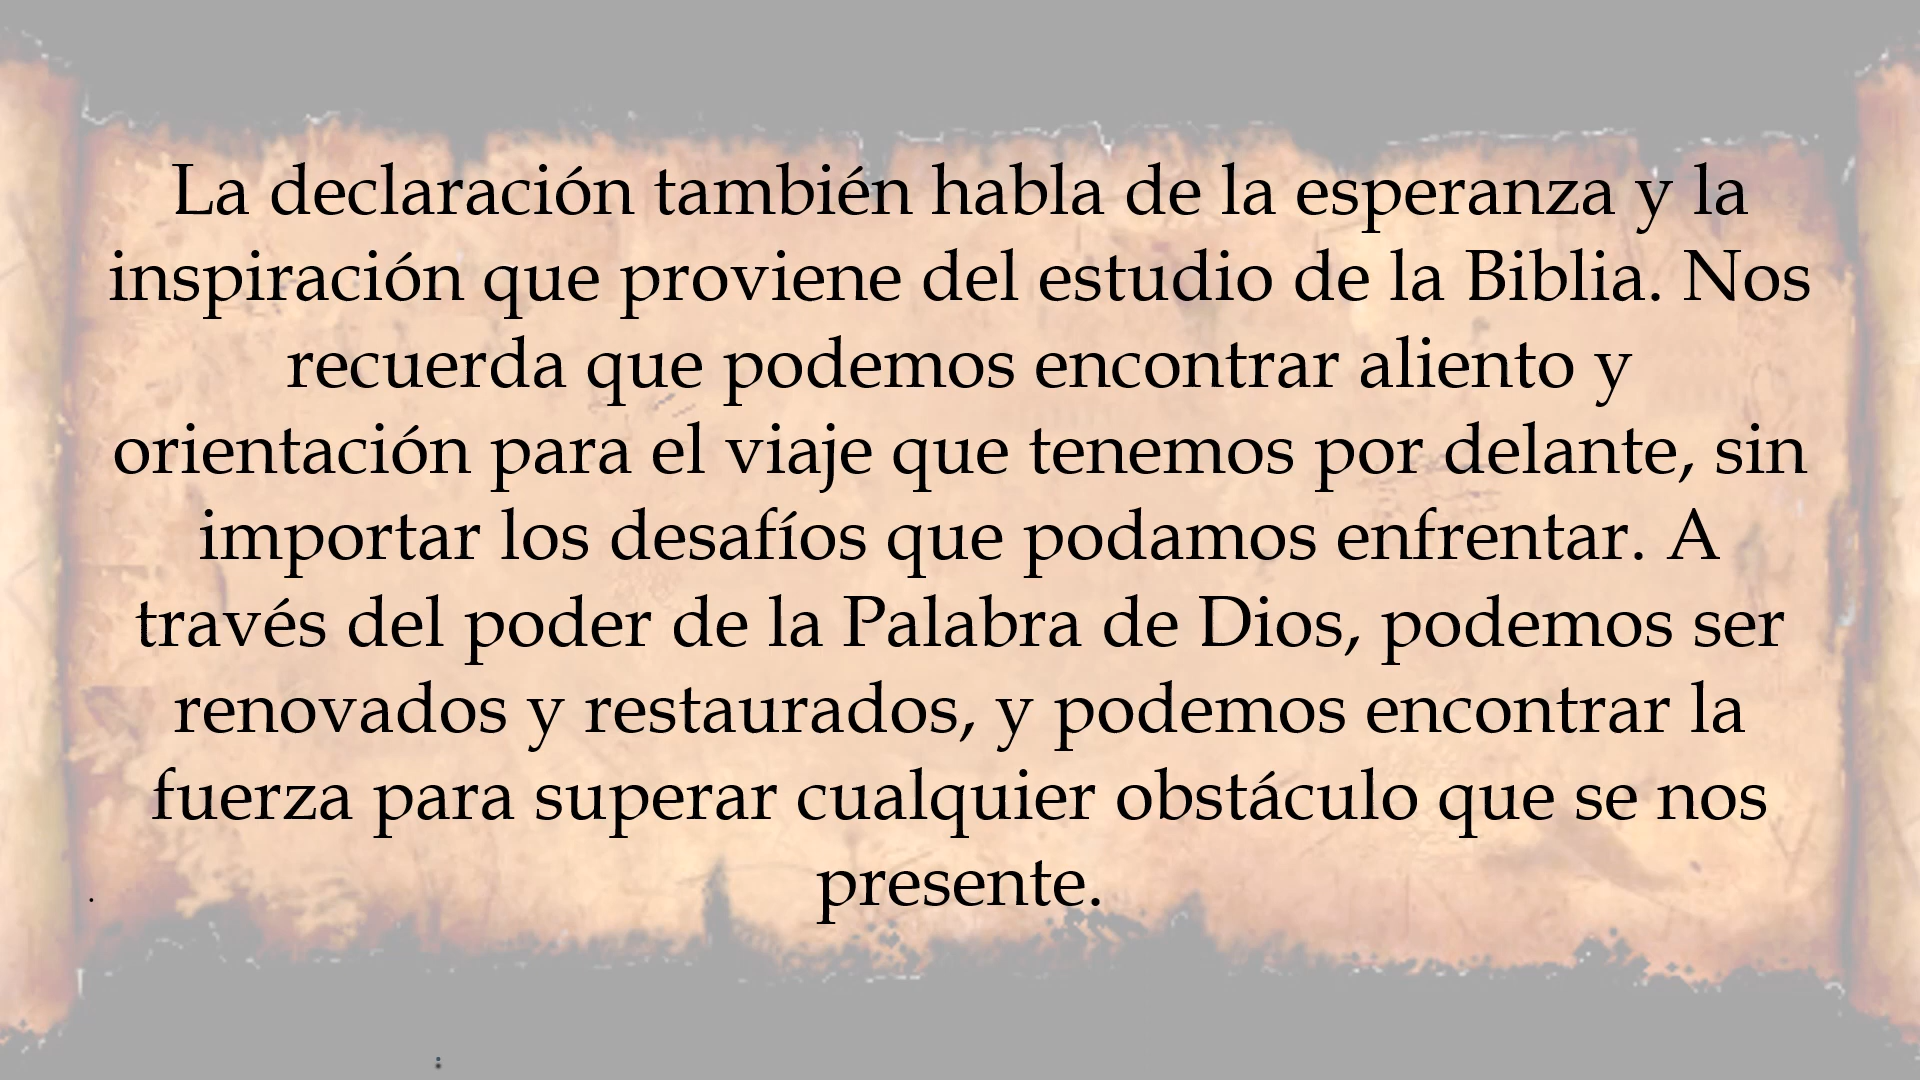 La declaración también habla de la esperanza y la
inspiración que proviene del estudio de la Biblia. Nos
recuerda que podemos encontrar aliento y
orientación para el viaje que tenemos por delante, sin
importar los desafíos que podamos enfrentar. A
través del poder de la Palabra de Dios, podemos ser
renovados y restaurados, y podemos encontrar la
fuerza para superar cualquier obstáculo que se nos
presente.
.
: